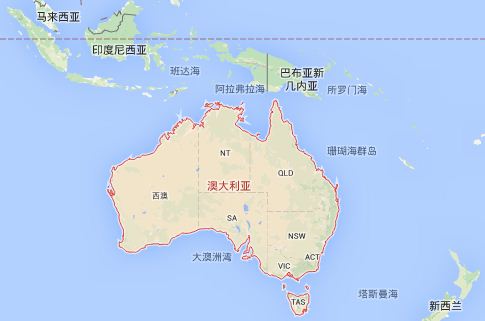 马来西亚
印度尼西亚
班达海
巴布亚新
几内亚
阿拉弗拉海
所罗门海
珊瑚海群岛
NT
QLD
西澳
澳大利亚
SA
NSW
大澳洲湾
VIC
ACT
TAS
塔斯曼海
新西兰